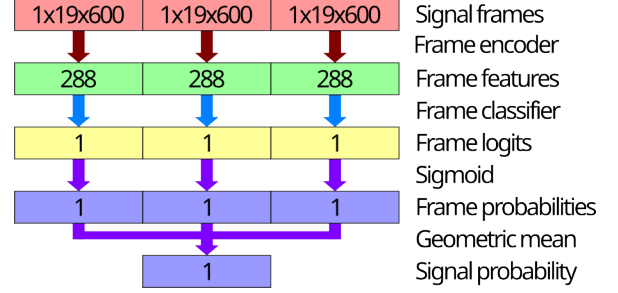 1x19x600 1x19x600 1x19x600 Signal frames
Frame encoder
288 288 288 Frame features
Frame classifier
1 1 1 Frame logits
Sigmoid
1 1 1 Frame probabilities
Geometric mean
1 Signal probability